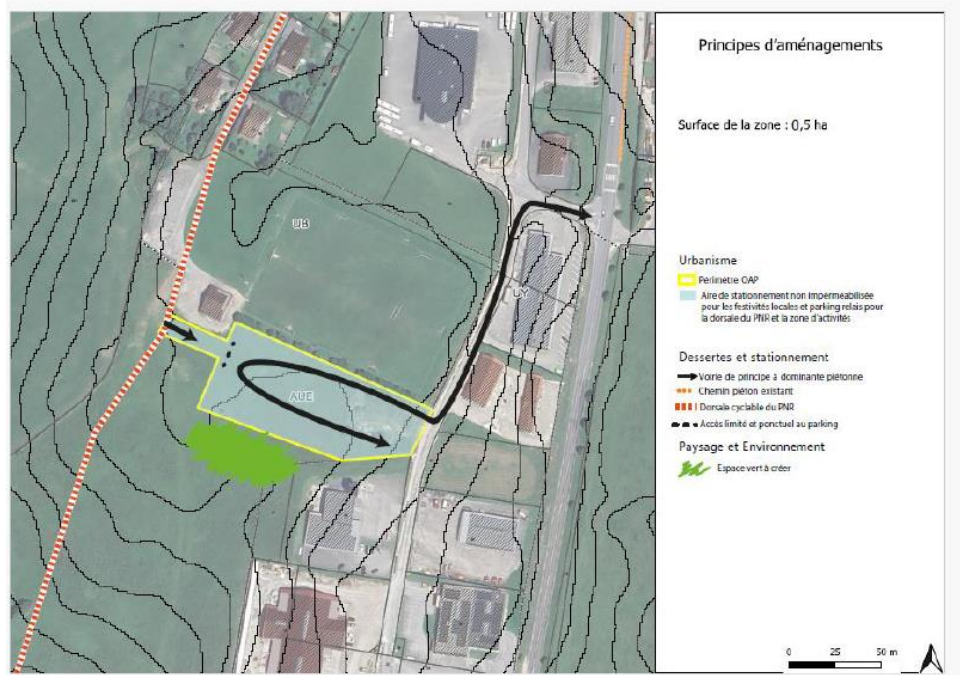 Principes d'aménagements
Surface de la zone : 0,5 ha
UB
UY
AUE
Urbanisme
Perimètre OAP
Aire de stationnement non imperméabilisée
pour les festivités locales et parking relais pour
la dorsale du PNR et la zone d'activités
Dessertes et stationnement
Voirie de principe à dominante piétonne
Chemin piéton existant
Dorsale cyclable du PNR
Accès limité et ponctuel au parking
Paysage et Environnement
Espace vert à créer
0 25 50 m